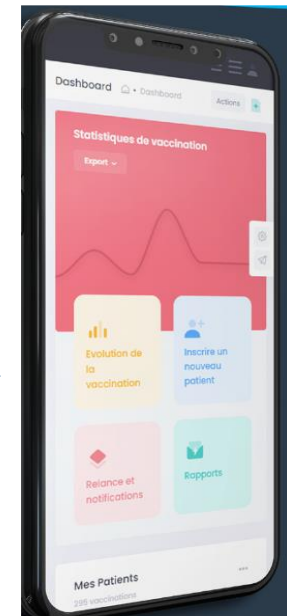 Dashboard • Dashboard Actions
Statistiques de vaccination
Export
Evolution de
la
vaccination
Inscrire un
nouveau
patient
Relance et
notifications
Rapports
Mes Patients
295 vaccinations